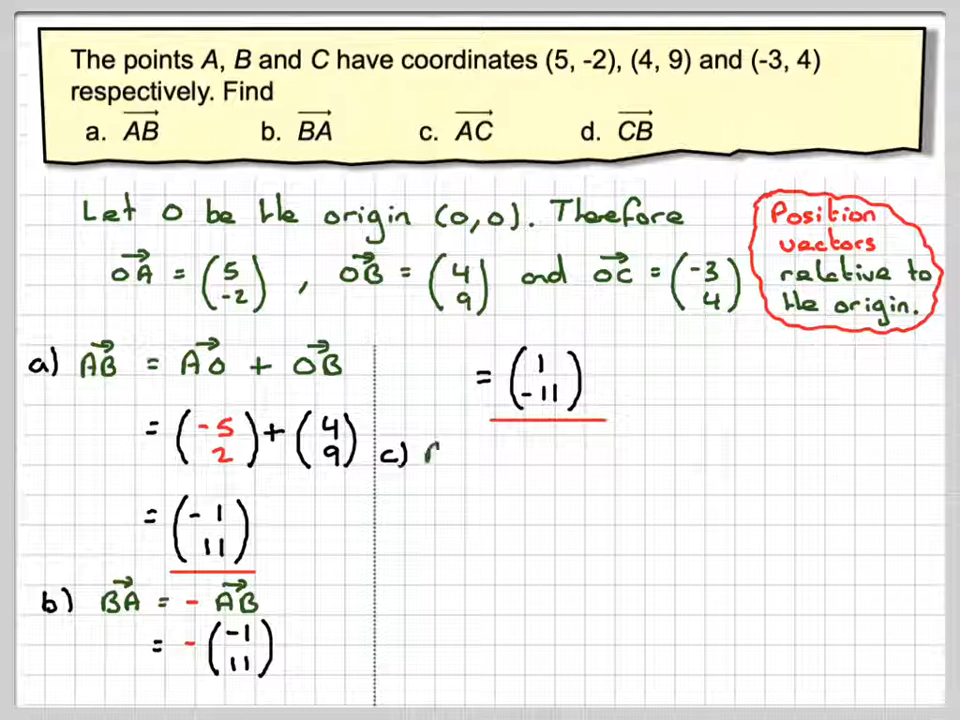 The points A, B and C have coordinates (5, -2), (4, 9) and (-3, 4)
respectively. Find
a. AB b. BA c. AC d. CB
Let O be the origin (0,0). Therefore
OA = (5 -2) , OB = (4 9) and OC = (-3 4)
Position
vectors
relative to
the origin.
a) AB = AO + OB
= (-5 2) + (4 9)
= (-1 11)
b) BA = - AB
= - (-1 11)
= (1 -11)
c)